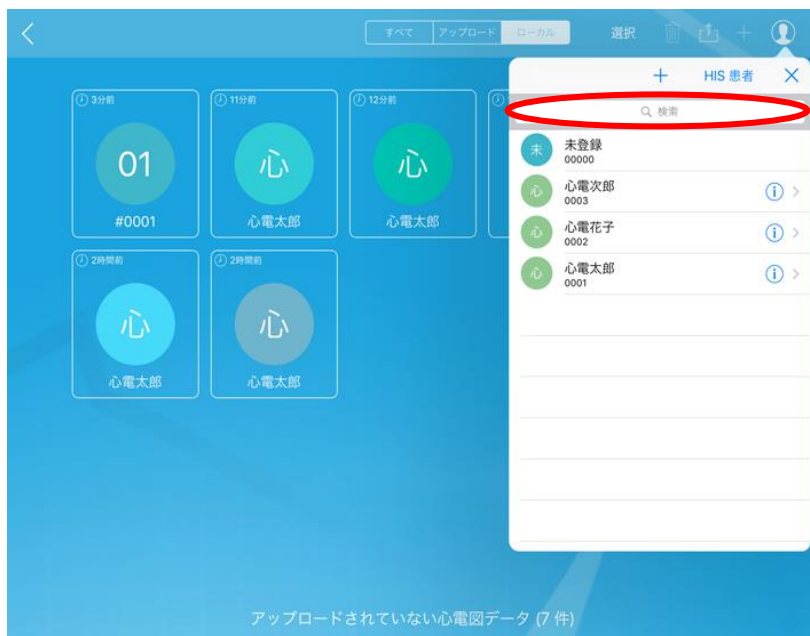 すべて アップロード ローカル 選択
+ HIS 患者 ×
検索
3分前
01
#0001
11分前
心
心電太郎
12分前
心
心電太郎
2時間前
心
心電太郎
2時間前
心
心電太郎
未 未登録
00000
心 心電次郎
0003
心 心電花子
0002
心 心電太郎
0001
アップロードされていない心電図データ (7 件)